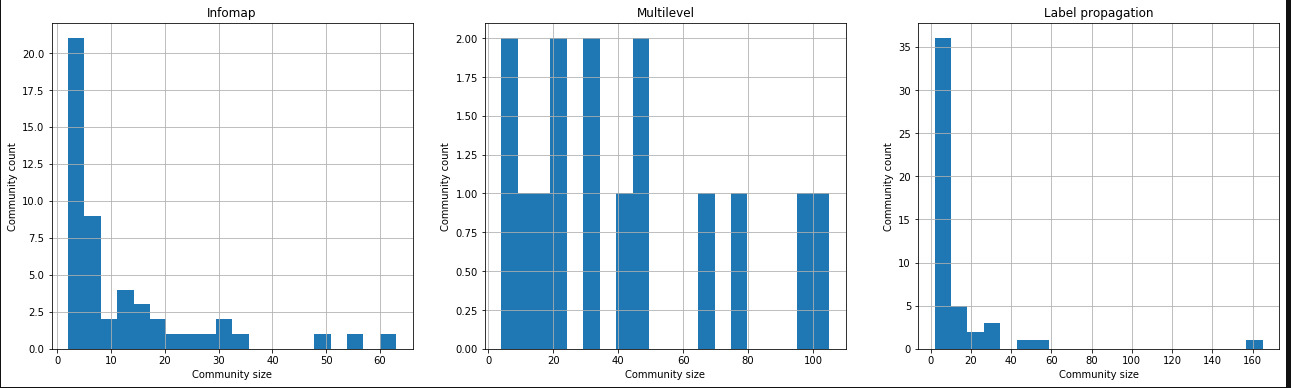 Infomap
Community count
20.0
17.5
15.0
12.5
10.0
7.5
5.0
2.5
0.0
0 10 20 30 40 50 60
Community size
Multilevel
Community count
2.00
1.75
1.50
1.25
1.00
0.75
0.50
0.25
0.00
0 20 40 60 80 100
Community size
Label propagation
Community count
35
30
25
20
15
10
5
0
0 20 40 60 80 100 120 140 160
Community size